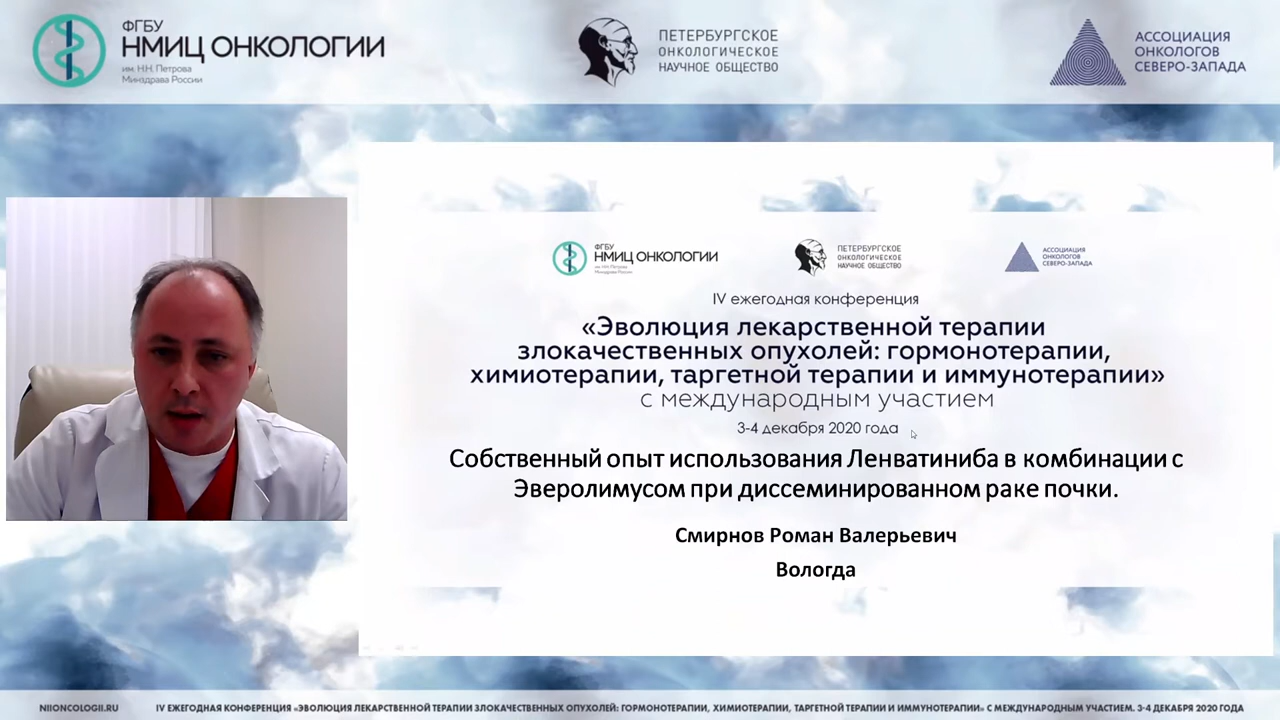 ФГБУ
НМИЦ ОНКОЛОГИИ
им. Н.Н. Петрова
Минздрава России
ПЕТЕРБУРГСКОЕ
ОНКОЛОГИЧЕСКОЕ
НАУЧНОЕ ОБЩЕСТВО
АССОЦИАЦИЯ
ОНКОЛОГОВ
СЕВЕРО-ЗАПАДА
ФГБУ
НМИЦ ОНКОЛОГИИ
им. Н.Н. Петрова
Минздрава России
ПЕТЕРБУРГСКОЕ
ОНКОЛОГИЧЕСКОЕ
НАУЧНОЕ ОБЩЕСТВО
АССОЦИАЦИЯ
ОНКОЛОГОВ
СЕВЕРО-ЗАПАДА
IV ежегодная конференция
«Эволюция лекарственной терапии
злокачественных опухолей: гормонотерапии,
химиотерапии, таргетной терапии и иммунотерапии»
с международным участием
3-4 декабря 2020 года
Собственный опыт использования Ленватиниба в комбинации с
Эверолимусом при диссеминированном раке почки.
Смирнов Роман Валерьевич
Вологда
NIIONCOLOGII.RU
IV ЕЖЕГОДНАЯ КОНФЕРЕНЦИЯ «ЭВОЛЮЦИЯ ЛЕКАРСТВЕННОЙ ТЕРАПИИ ЗЛОКАЧЕСТВЕННЫХ ОПУХОЛЕЙ: ГОРМОНОТЕРАПИИ, ХИМИОТЕРАПИИ, ТАРГЕТНОЙ ТЕРАПИИ И ИММУНОТЕРАПИИ» С МЕЖДУНАРОДНЫМ УЧАСТИЕМ. 3-4 ДЕКАБРЯ 2020 ГОДА